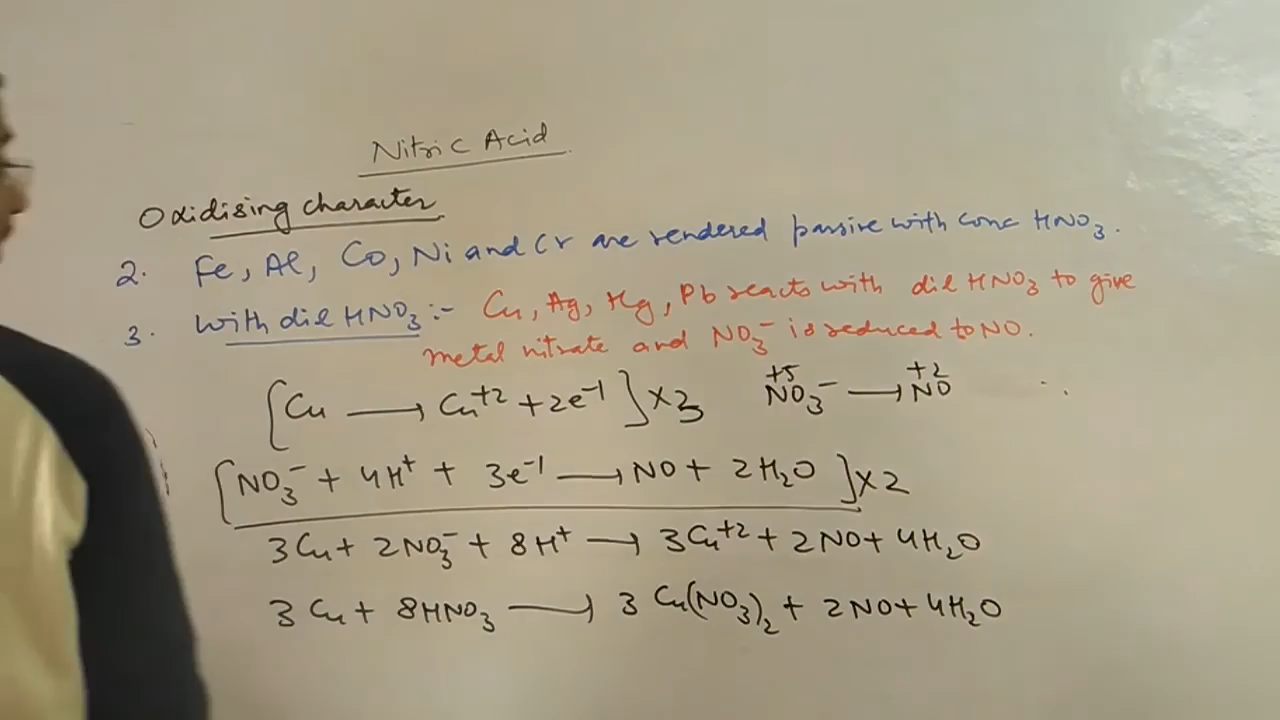 Nitric Acid
Oxidising character
2. Fe, Al, Co, Ni and Cr are rendered passive with conc HNO₃.
3. With dil HNO₃ :- Cu, Ag, Hg, Pb reacts with dil HNO₃ to give
metal nitrate and NO₃⁻ is reduced to NO.
[Cu ⟶ Cu⁺² + 2e⁻¹] × 3 +5 NO₃⁻ ⟶ +2 NO
[NO₃⁻ + 4H⁺ + 3e⁻¹ ⟶ NO + 2H₂O] × 2
3Cu + 2NO₃⁻ + 8H⁺ ⟶ 3Cu⁺² + 2NO + 4H₂O
3Cu + 8HNO₃ ⟶ 3Cu(NO₃)₂ + 2NO + 4H₂O